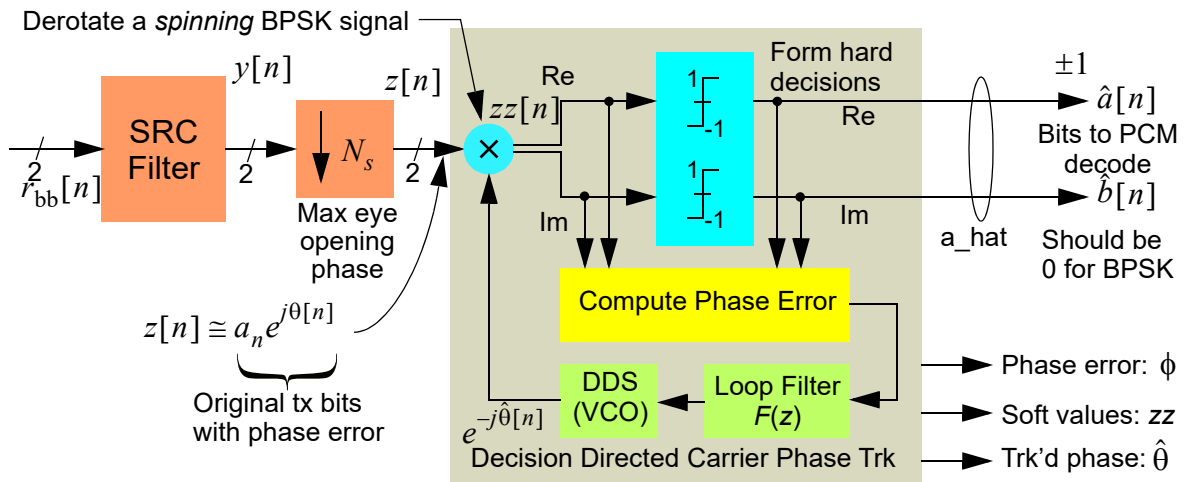 Derotate a spinning BPSK signal
y[n]
z[n]
Re
zz[n]
Form hard
decisions
±1
SRC
Filter
2
r_bb[n]
2
N_s
2
×
1
-1
Re
â[n]
Bits to PCM
decode
1
-1
Im
Im
b̂[n]
Max eye
opening
phase
a_hat
Should be
0 for BPSK
Compute Phase Error
z[n] ≅ a_n e^{jθ[n]}
Original tx bits
with phase error
DDS
(VCO)
Loop Filter
F(z)
e^{-jθ̂[n]}
Decision Directed Carrier Phase Trk
Phase error: ϕ
Soft values: zz
Trk'd phase: θ̂